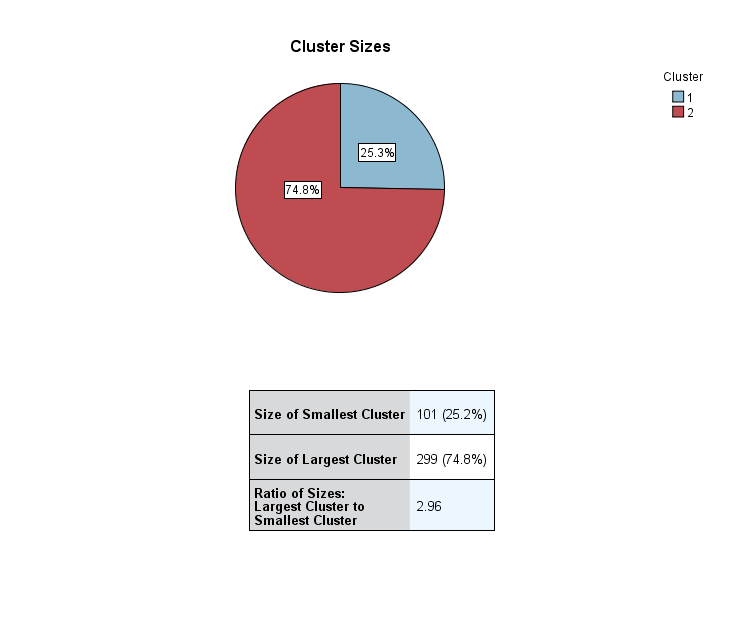 Cluster Sizes
Cluster
1
2
25.3%
74.8%
Size of Smallest Cluster 101 (25.2%)
Size of Largest Cluster 299 (74.8%)
Ratio of Sizes:
Largest Cluster to
Smallest Cluster
2.96